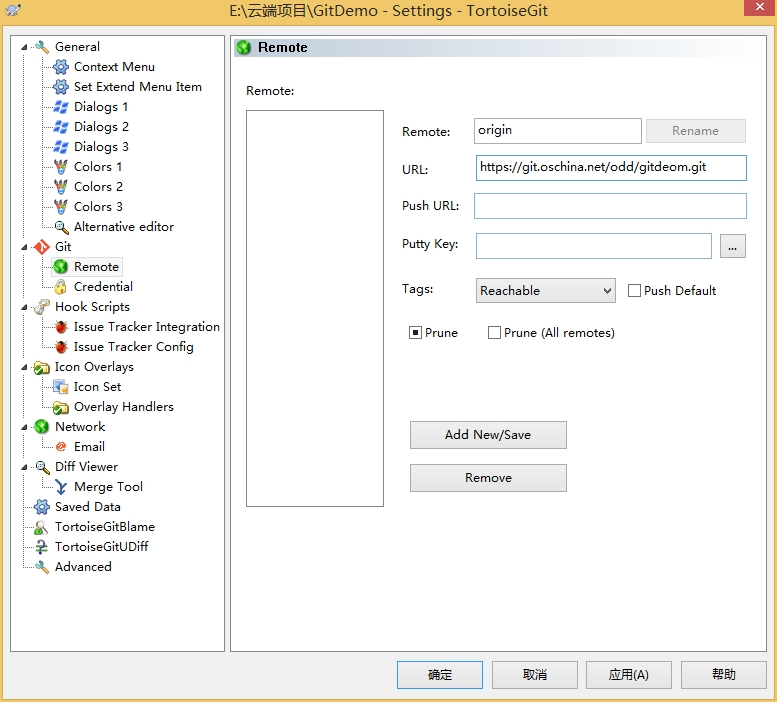 E:\云端项目\GitDemo - Settings - TortoiseGit
General
Context Menu
Set Extend Menu Item
Dialogs 1
Dialogs 2
Dialogs 3
Colors 1
Colors 2
Colors 3
Alternative editor
Git
Remote
Credential
Hook Scripts
Issue Tracker Integration
Issue Tracker Config
Icon Overlays
Icon Set
Overlay Handlers
Network
Email
Diff Viewer
Merge Tool
Saved Data
TortoiseGitBlame
TortoiseGitUDiff
Advanced
Remote
Remote:
Remote: origin Rename
URL: https://git.oschina.net/odd/gitdeom.git
Push URL:
Putty Key: ...
Tags: Reachable Push Default
Prune Prune (All remotes)
Add New/Save
Remove
确定 取消 应用(A) 帮助